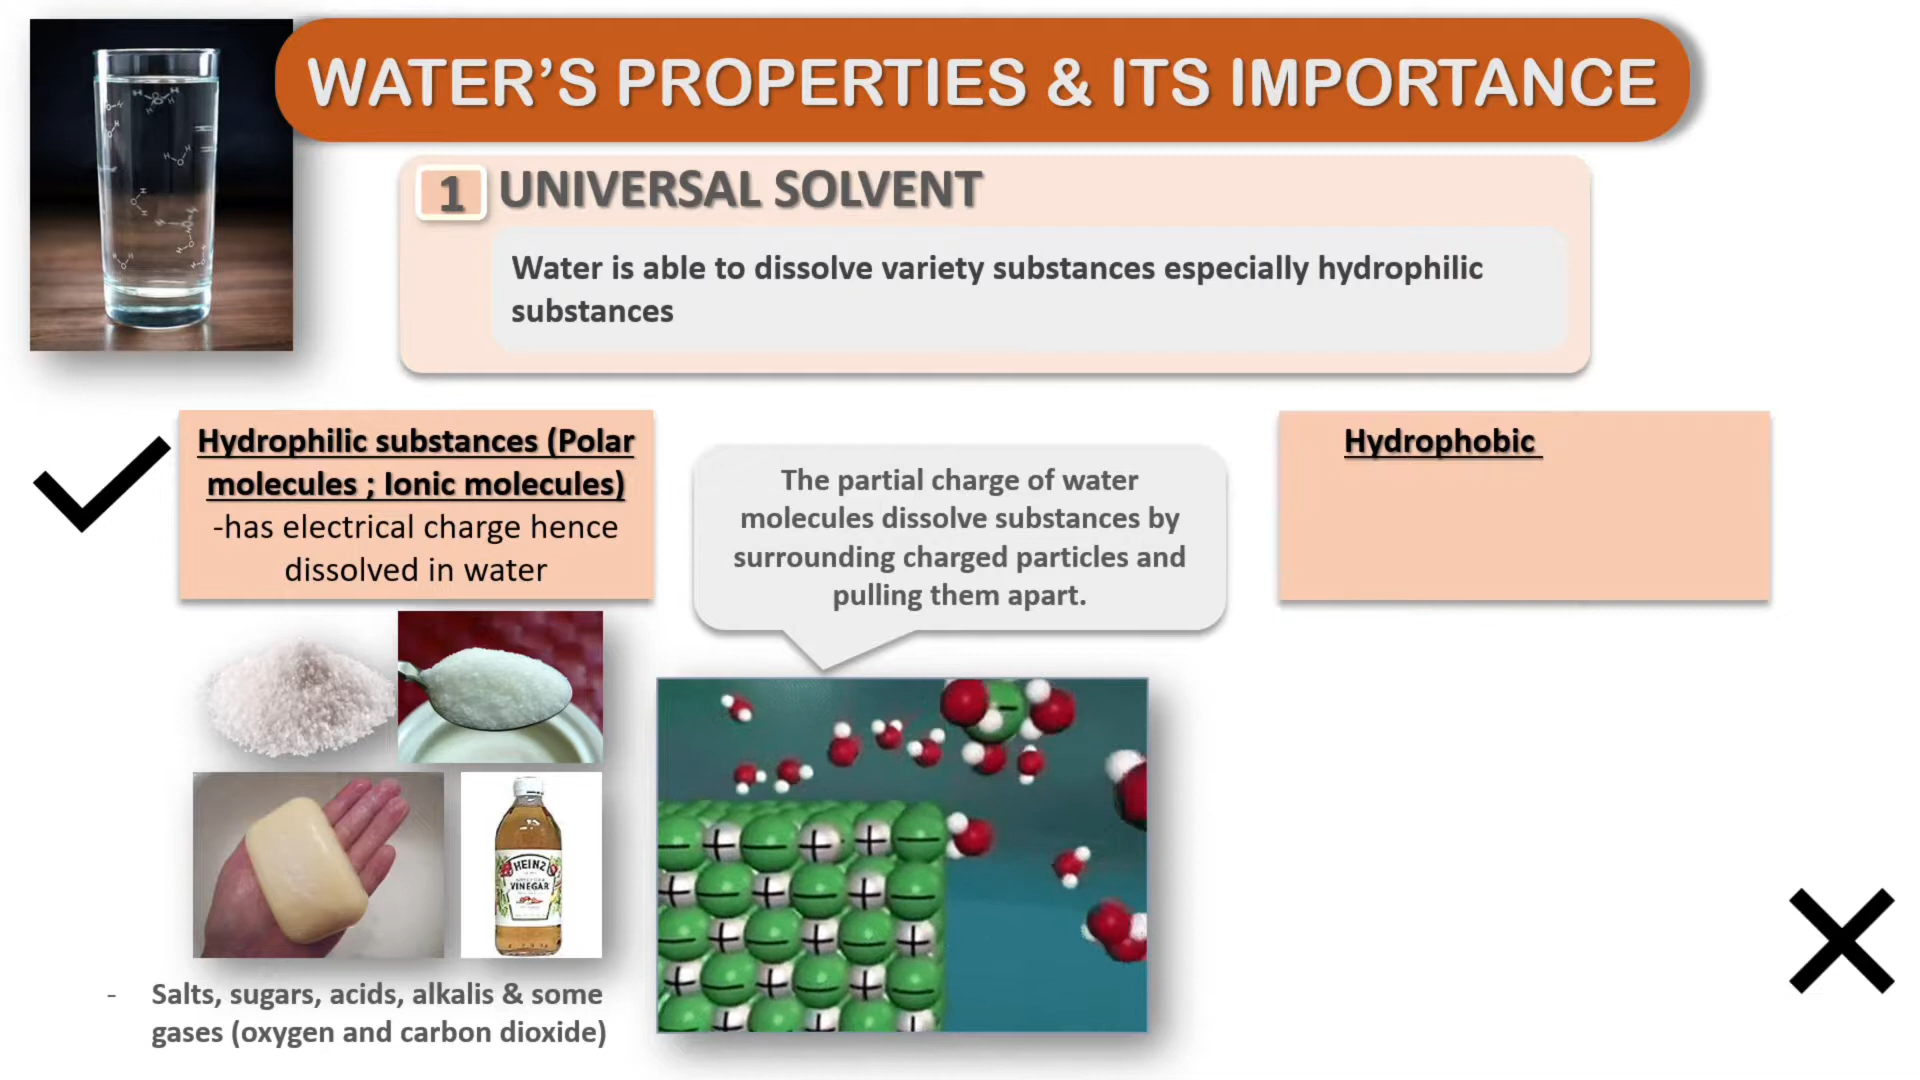 WATER'S PROPERTIES & ITS IMPORTANCE
1 UNIVERSAL SOLVENT
Water is able to dissolve variety substances especially hydrophilic
substances
Hydrophilic substances (Polar
molecules ; Ionic molecules)
-has electrical charge hence
dissolved in water
The partial charge of water
molecules dissolve substances by
surrounding charged particles and
pulling them apart.
Hydrophobic
HEINZ
VINEGAR
- Salts, sugars, acids, alkalis & some
gases (oxygen and carbon dioxide)